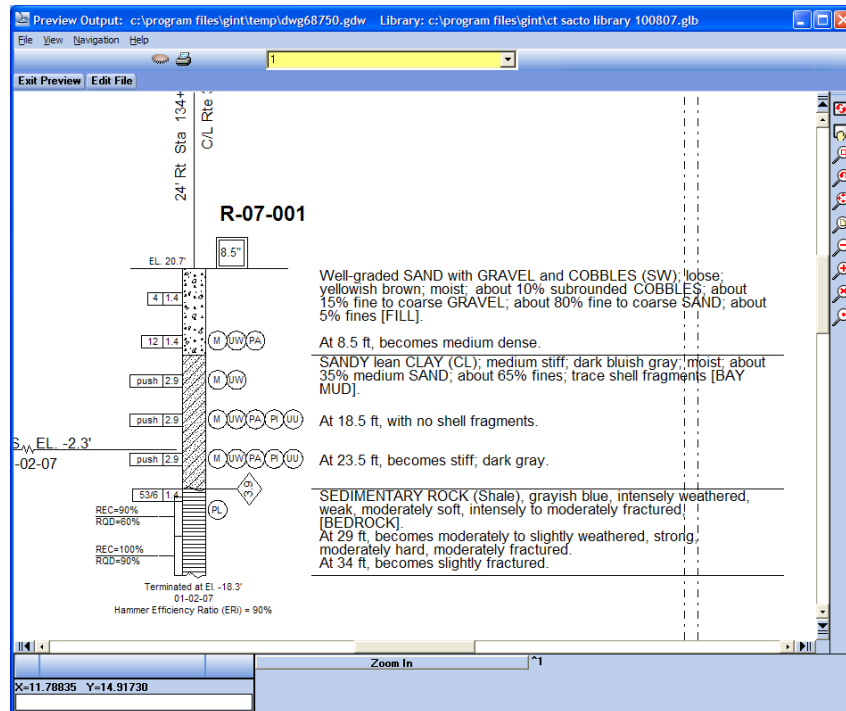 Preview Output: c:\program files\gint\temp\dwg68750.gdw Library: c:\program files\gint\ct sacto library 100807.glb
File View Navigation Help
1
Exit Preview Edit File
24' Rt Sta 134+
C/L Rte
R-07-001
8.5"
EL. 20.7'
Well-graded SAND with GRAVEL and COBBLES (SW); loose;
yellowish brown; moist; about 10% subrounded COBBLES; about
15% fine to coarse GRAVEL; about 80% fine to coarse SAND; about
5% fines [FILL].
4 1.4
12 1.4 M UW PA At 8.5 ft, becomes medium dense.
SANDY lean CLAY (CL); medium stiff; dark bluish gray; moist; about
35% medium SAND; about 65% fines; trace shell fragments [BAY
MUD].
push 2.9 M UW
push 2.9 M UW PA PI UU At 18.5 ft, with no shell fragments.
S EL. -2.3'
-02-07
push 2.9 M UW PA PI UU At 23.5 ft, becomes stiff; dark gray.
53/6 1.4 3.9
SEDIMENTARY ROCK (Shale), grayish blue, intensely weathered,
weak, moderately soft, intensely to moderately fractured,
[BEDROCK].
At 29 ft, becomes moderately to slightly weathered, strong,
moderately hard, moderately fractured.
At 34 ft, becomes slightly fractured.
PL
REC=90%
RQD=60%
REC=100%
RQD=90%
Terminated at El. -18.3'
01-02-07
Hammer Efficiency Ratio (ERi) = 90%
Zoom In ^1
X=11.78835 Y=14.91730